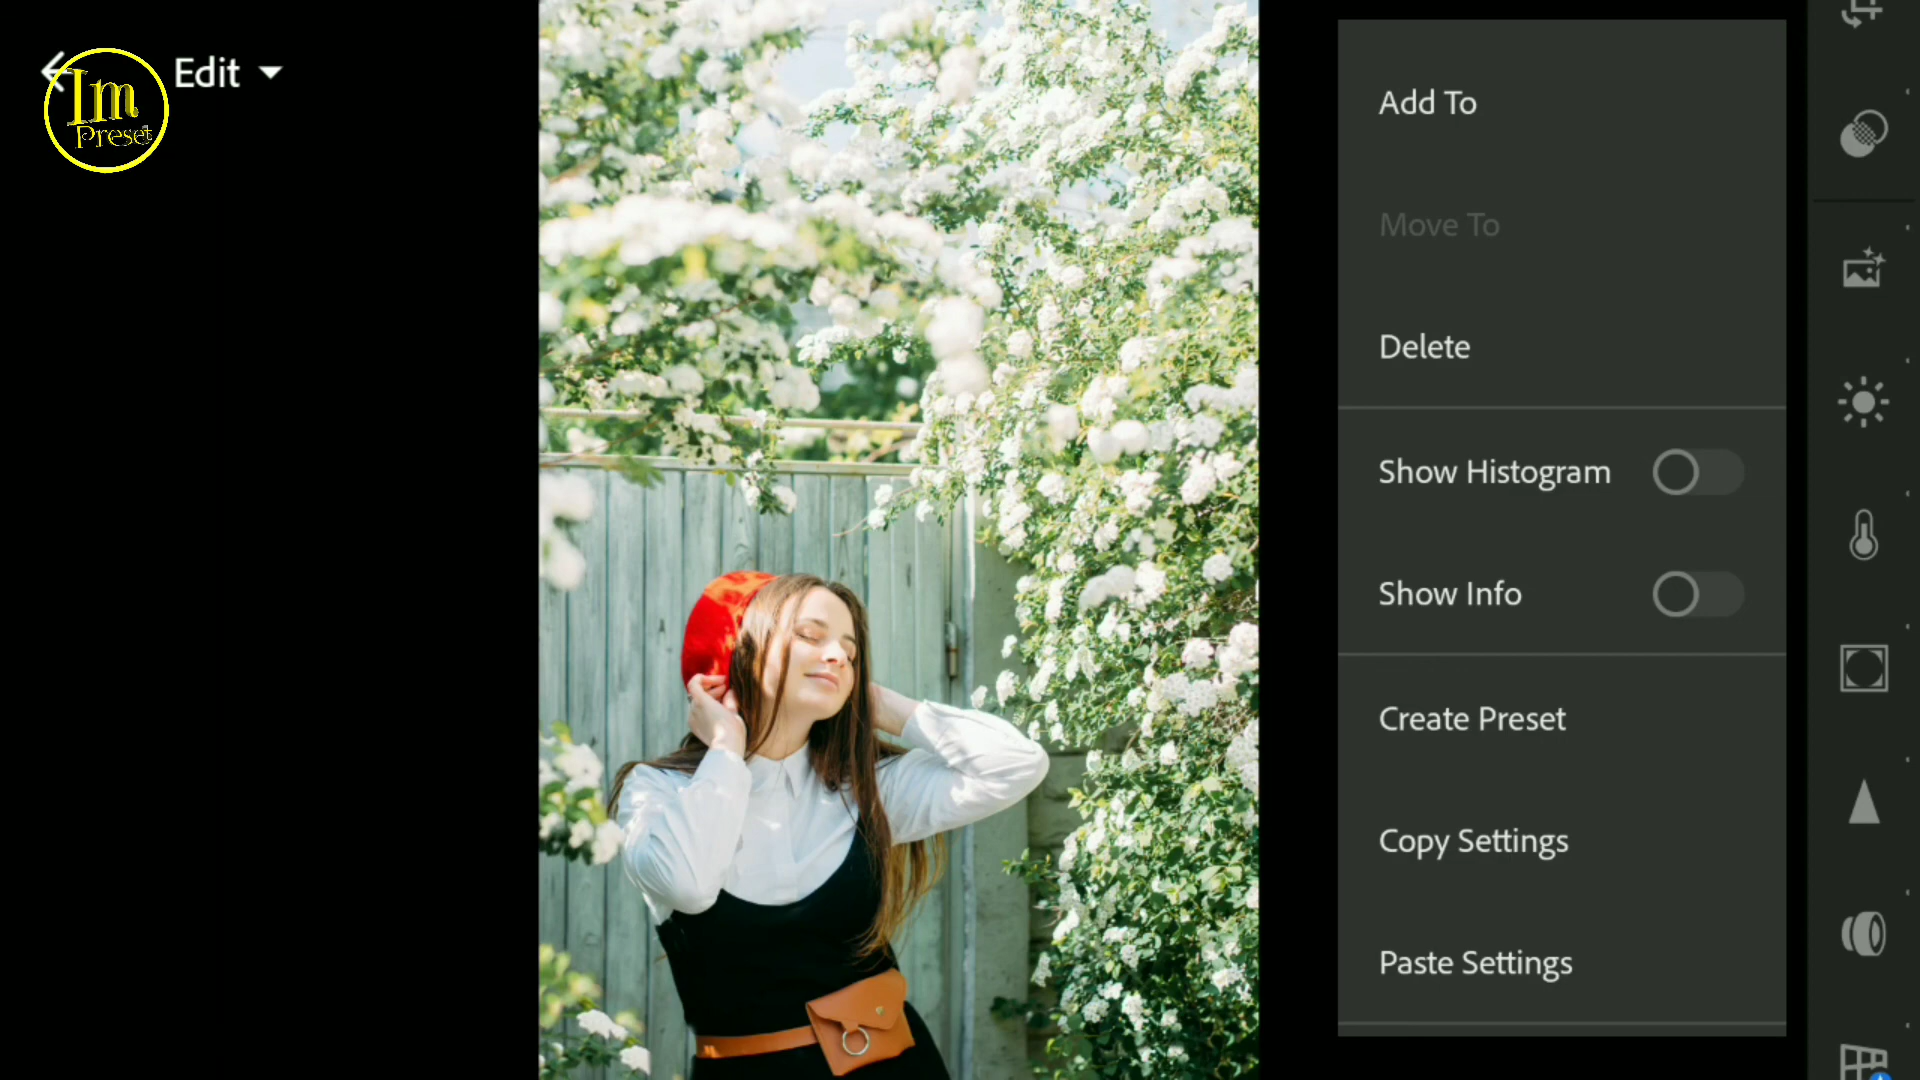 Edit
Im
Preset
Add To
Move To
Delete
Show Histogram
Show Info
Create Preset
Copy Settings
Paste Settings